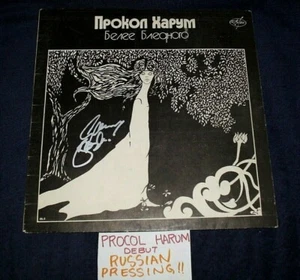 Прокол Харум
Белее Бледного
PROCOL HARUM
DEBUT
RUSSIAN
PRESSING!!